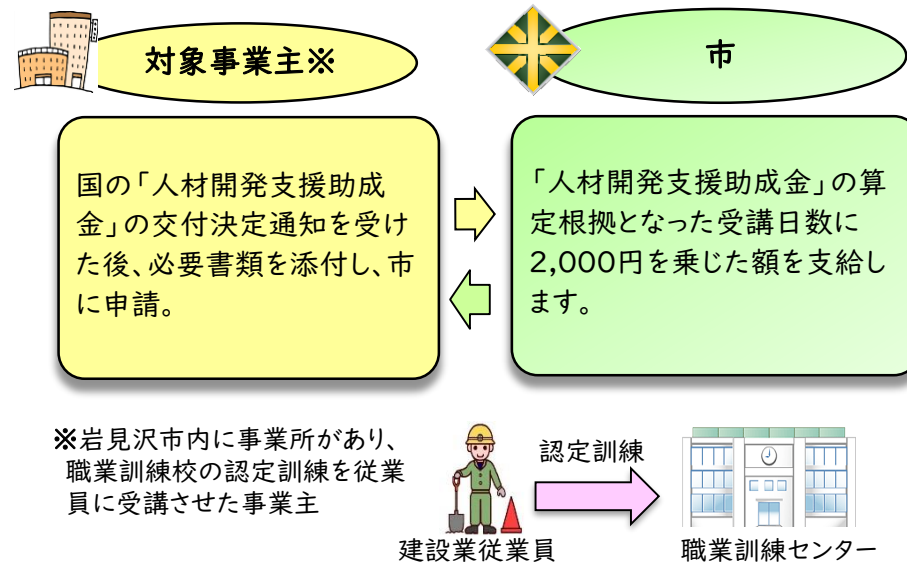 対象事業主※
市
国の「人材開発支援助成
金」の交付決定通知を受け
た後、必要書類を添付し、市
に申請。
「人材開発支援助成金」の算
定根拠となった受講日数に
2,000円を乗じた額を支給し
ます。
※岩見沢市内に事業所があり、
職業訓練校の認定訓練を従業
員に受講させた事業主
認定訓練
建設業従業員
職業訓練センター